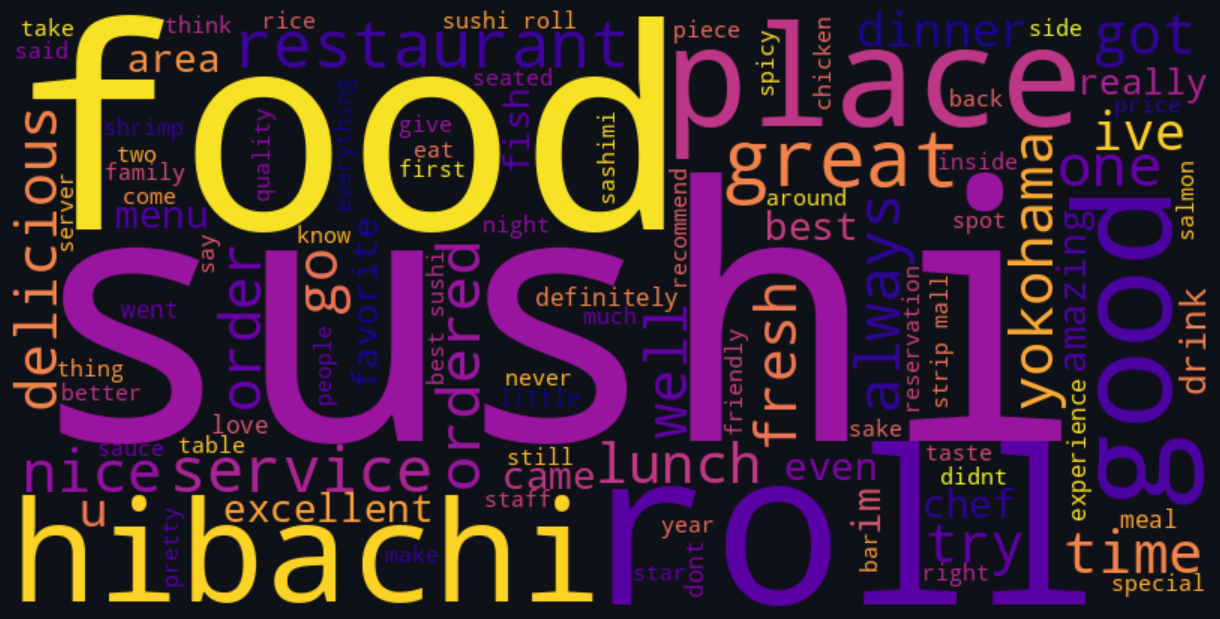 food
sushi
hibachi
roll
place
good
restaurant
great
dinner
got
take
think
rice
sushi roll
piece
spicy
chicken
side
said
area
seated
back
really
price
ive
delicious
shrimp
quality
everything
give
fish
sashimi
inside
yokohama
one
two
eat
first
family
come
server
menu
around
spot
salmon
night
best
recommend
always
amazing
know
say
order
go
favorite
best sushi
ordered
definitely
much
well
fresh
friendly
reservation
strip mall
drink
went
people
thing
better
never
little
experience
love
table
sauce
sake
nice
service
still
came
lunch
even
taste
didnt
staff
u
excellent
year
barim
chef
try
meal
time
pretty
make
star
dont
right
special